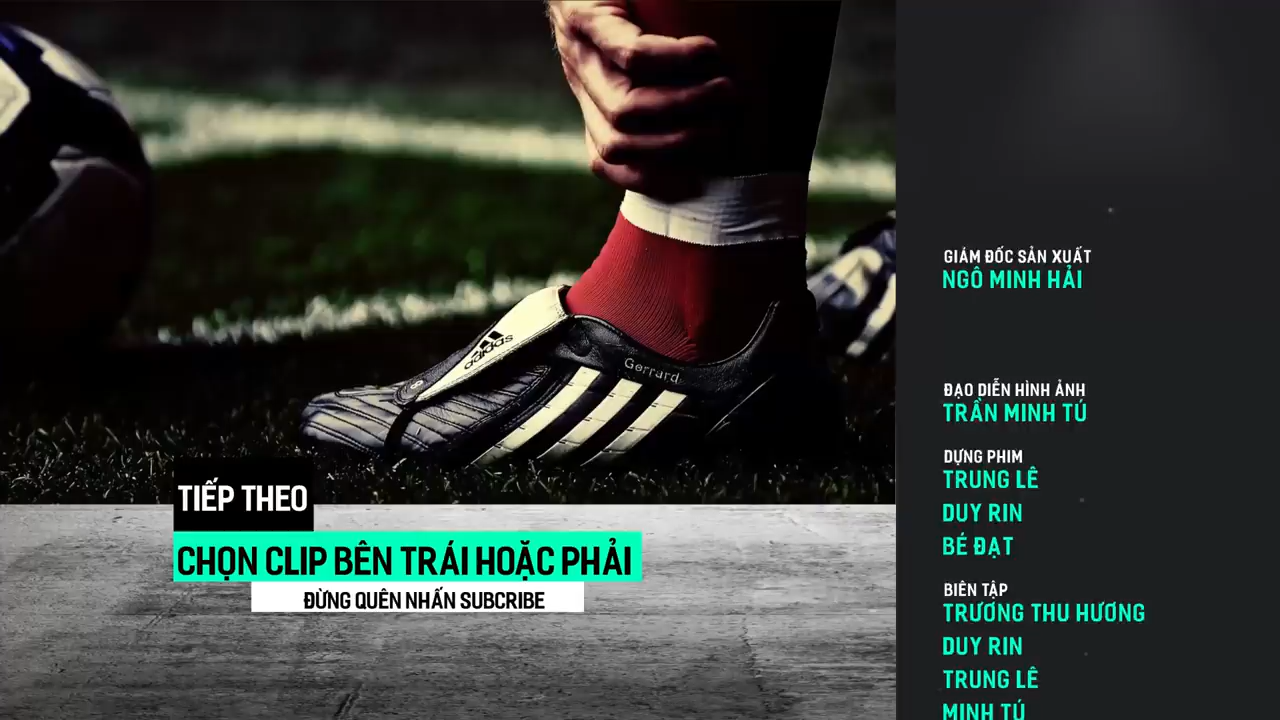 adidas
Gerrard
TIẾP THEO
CHỌN CLIP BÊN TRÁI HOẶC PHẢI
ĐỪNG QUÊN NHẤN SUBCRIBE
GIÁM ĐỐC SẢN XUẤT
NGÔ MINH HẢI
ĐẠO DIỄN HÌNH ẢNH
TRẦN MINH TÚ
DỰNG PHIM
TRUNG LÊ
DUY RIN
BÉ ĐẠT
BIÊN TẬP
TRƯƠNG THU HƯƠNG
DUY RIN
TRUNG LÊ
MINH TÚ